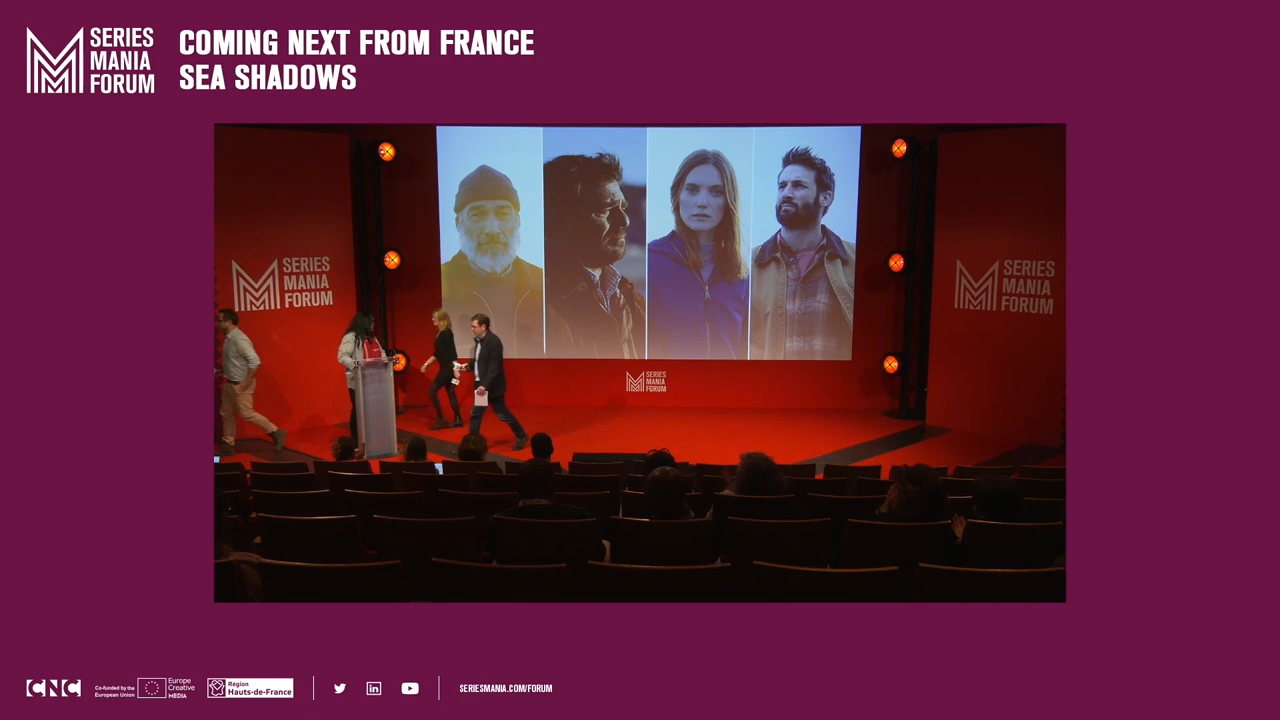 SERIES
MANIA
FORUM
COMING NEXT FROM FRANCE
SEA SHADOWS
SERIES
MANIA
FORUM
SERIES
MANIA
FORUM
SERIES
MANIA
FORUM
CNC
Co-funded by the
European Union
Europe
Creative
MEDIA
Région
Hauts-de-France
in
SERIESMANIA.COM/FORUM